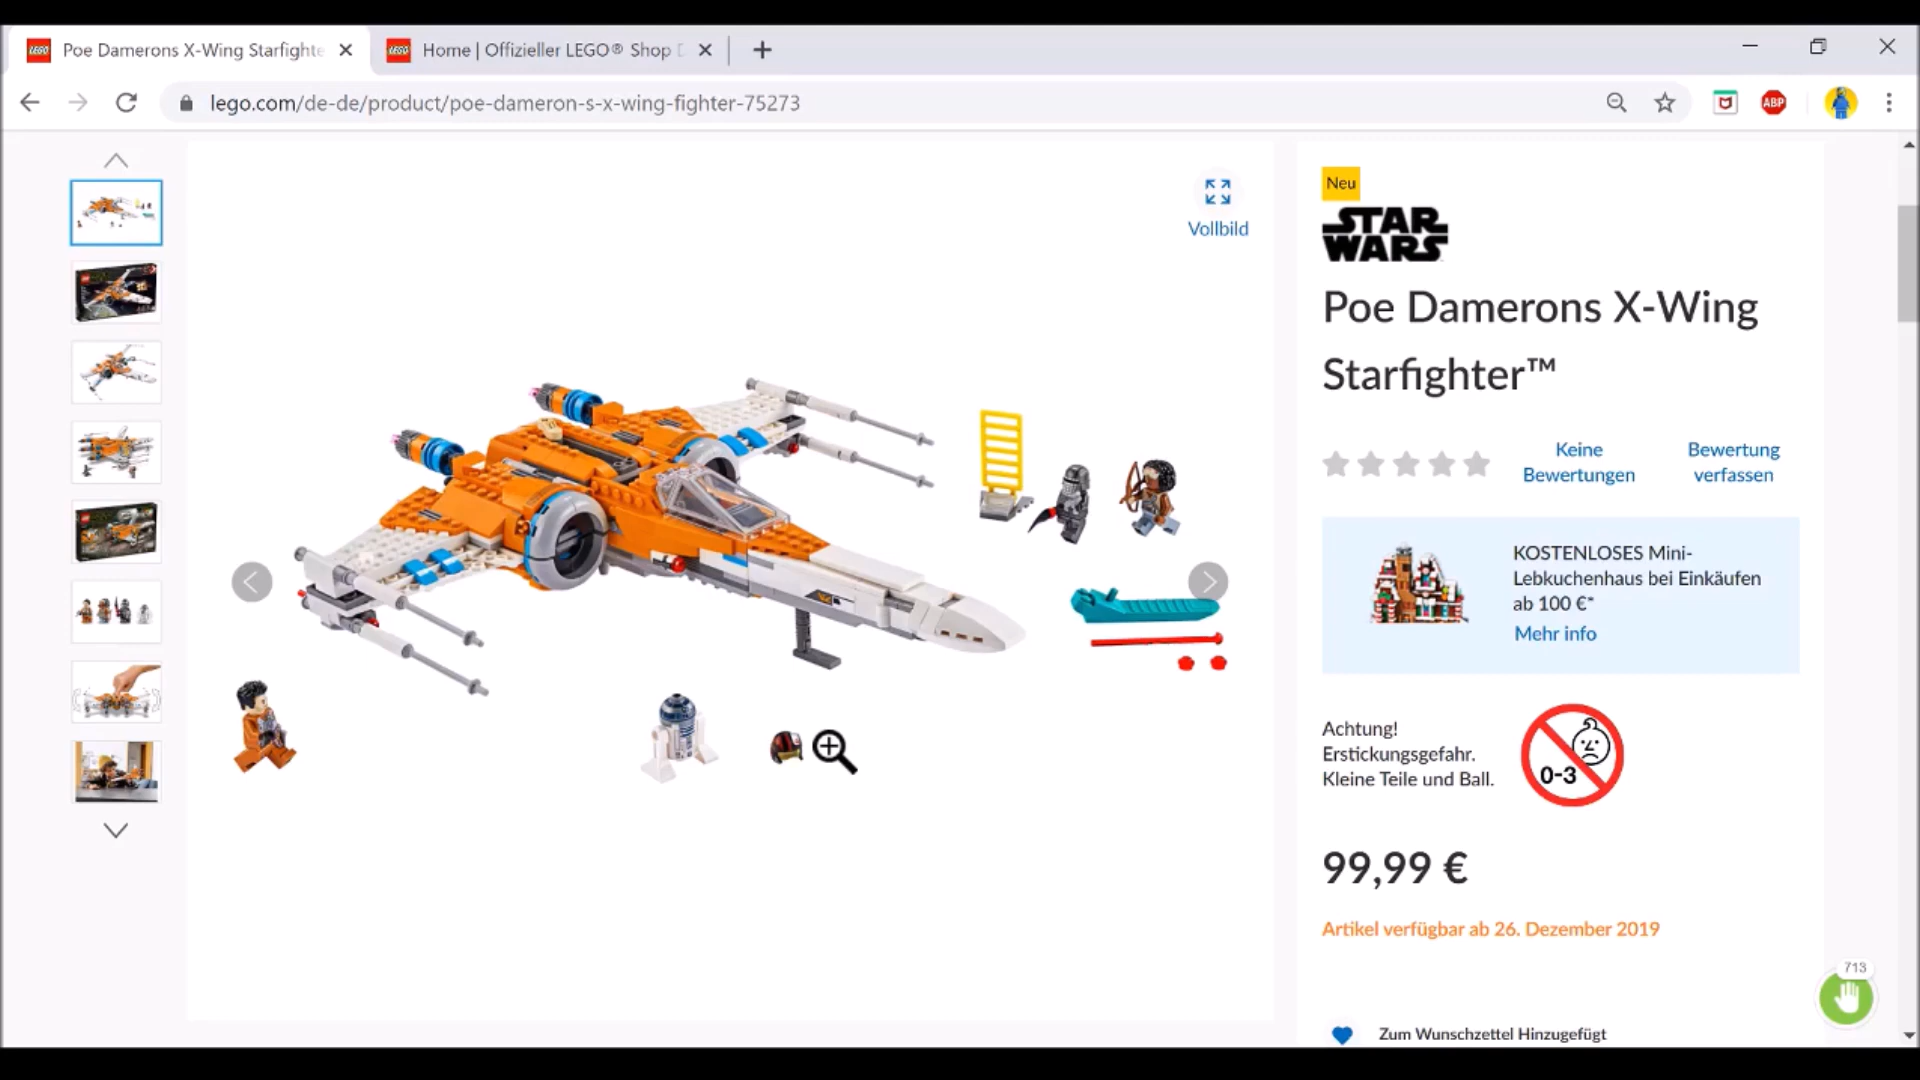 Poe Damerons X-Wing Starfighte
Home | Offizieller LEGO® Shop D
lego.com/de-de/product/poe-dameron-s-x-wing-fighter-75273
ABP
Vollbild
Neu
STAR
WARS
Poe Damerons X-Wing
Starfighter™
Keine
Bewertungen
Bewertung
verfassen
KOSTENLOSES Mini-
Lebkuchenhaus bei Einkäufen
ab 100 €*
Mehr info
Achtung!
Erstickungsgefahr.
Kleine Teile und Ball.
0-3
99,99 €
Artikel verfügbar ab 26. Dezember 2019
713
Zum Wunschzettel Hinzugefügt